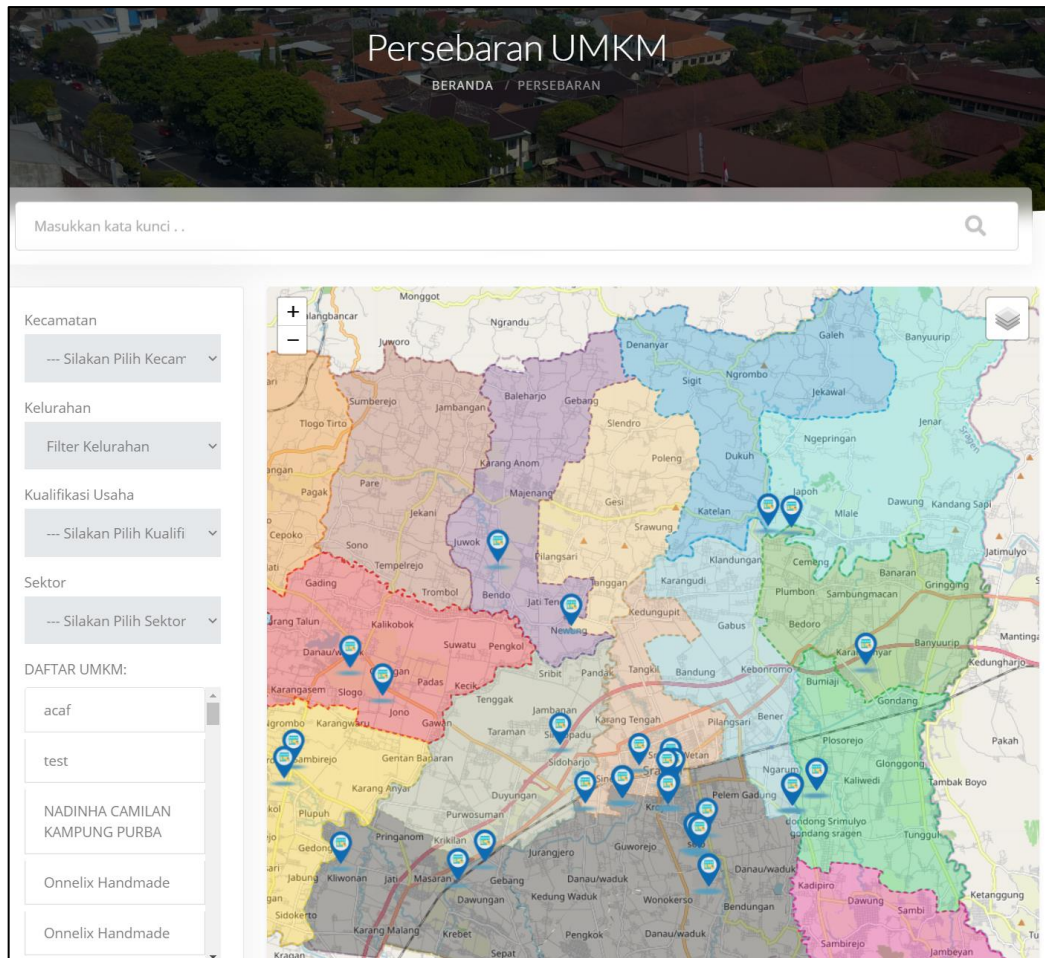 Persebaran UMKM
BERANDA / PERSEBARAN
Masukkan kata kunci . .
Kecamatan
--- Silakan Pilih Kecam
Kelurahan
Filter Kelurahan
Kualifikasi Usaha
--- Silakan Pilih Kualifi
Sektor
--- Silakan Pilih Sektor
DAFTAR UMKM:
acaf
test
NADINHA CAMILAN
KAMPUNG PURBA
Onnelix Handmade
Onnelix Handmade
+
−
Monggot
Ngrandu
Juworo
Denanyar
Galeh
Banyuurip
Sigit
Ngrombo
Jekawal
Sumberejo
Jambangan
Baleharjo
Gebang
Tlogo Tirto
Slendro
Jenar
Sragen
Ngepringan
Karang Anom
Poleng
Dukuh
Pagak
Pare
Majenang
Gesi
Japoh
Dawung
Kandang Sapi
Jekani
Katelan
Mlale
Cepoko
Sono
Juwok
Srawung
Pilangsari
Klandungan
Cemeng
Jatimulyo
Tempelrejo
Banaran
Gringging
Gading
Karangudi
Plumbon
Sambungmacan
Trombol
Bendo
Kedungupit
Kalikobok
Gabus
Bedoro
Newung
Suwatu
Pengkol
Banyuurip
Kedungharjo
Karangasem
Slogo
Padas
Kecik
Sribit
Pandak
Tangkil
Bandung
Kebonromo
Bumiaji
Jono
Gawan
Tenggak
Jambanan
Gondang
Ngrombo
Karangwaru
Taraman
Karang Tengah
Pilangsari
Bener
Plosorejo
Pakah
Gentan Banaran
Sidoharjo
Ngarum
Glonggong
Kaliwedi
Tambak Boyo
Karang Anyar
Duyungan
Pelem Gadung
Plupuh
Purwosuman
dondong Srimulyo
gondang sragen
Tunggul
Pringanom
Krikilan
Jurangjero
Guworejo
Jabung
Kliwonan
Jati
Masaran
Gebang
Danau/waduk
Danau/waduk
Kadipiro
Dawungan
Kedung Waduk
Wonokerso
Bendungan
Dawung
Sambi
Ketanggung
Sidokerto
Karang Malang
Krebet
Pengkok
Danau/waduk
Sambirejo
Jambeyan
Sepat